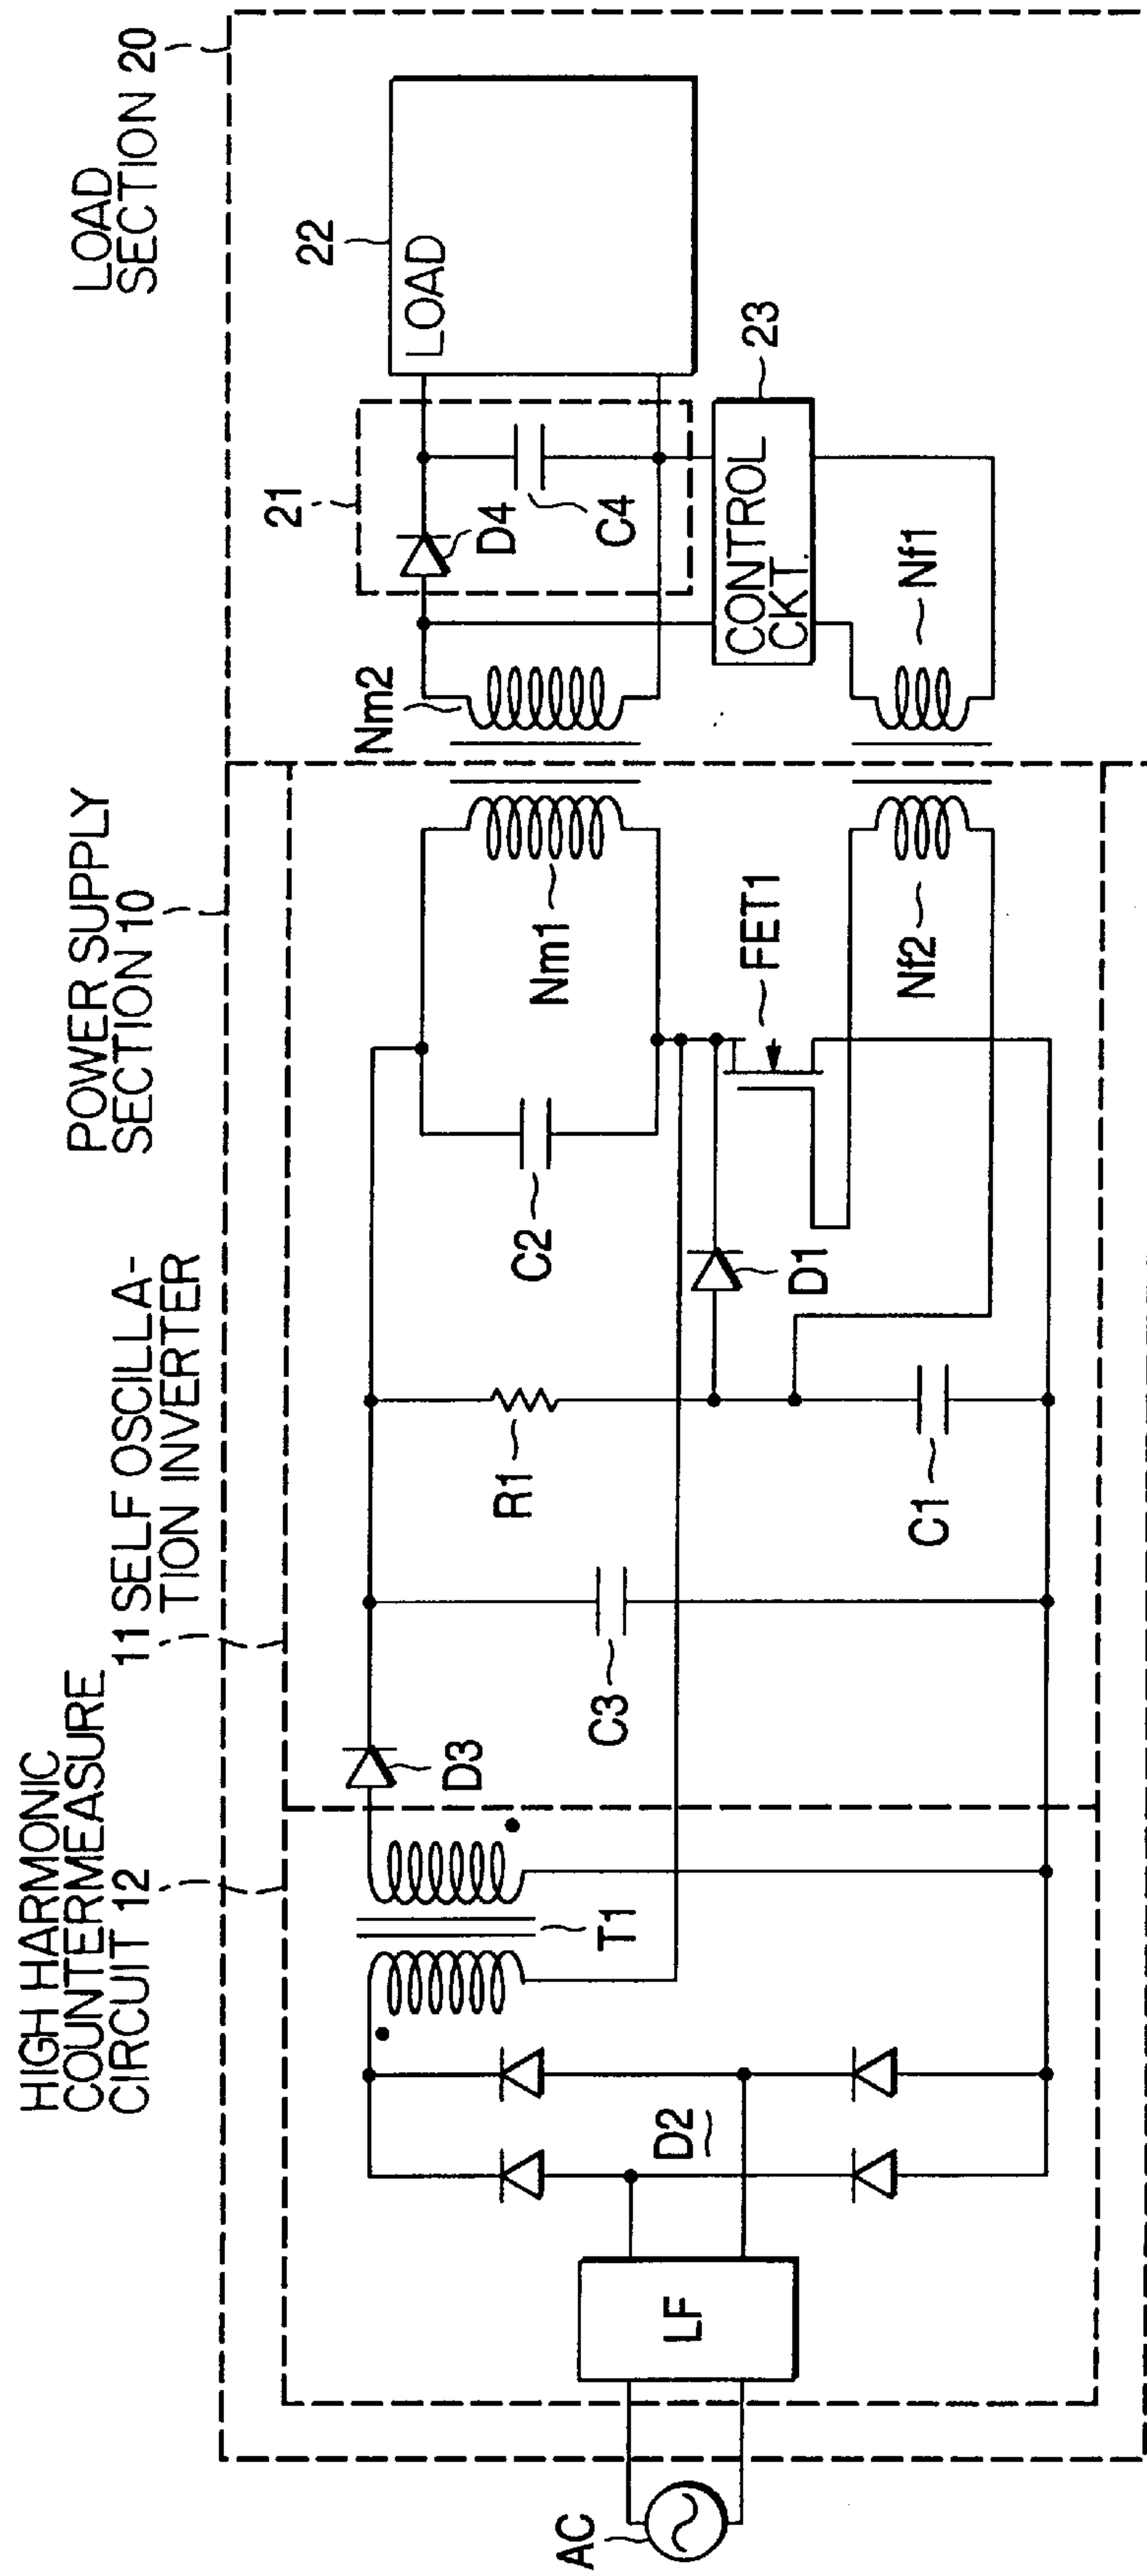 HIGH HARMONIC
COUNTERMEASURE
CIRCUIT 12
11 SELF OSCILLA-
TION INVERTER
POWER SUPPLY
SECTION 10
LOAD
SECTION 20
AC
LF
D2
T1
D3
C3
R1
C1
C2
D1
Nm1
FET1
Nf2
Nm2
21
D4
C4
22
LOAD
CONTROL
CKT.
23
Nf1